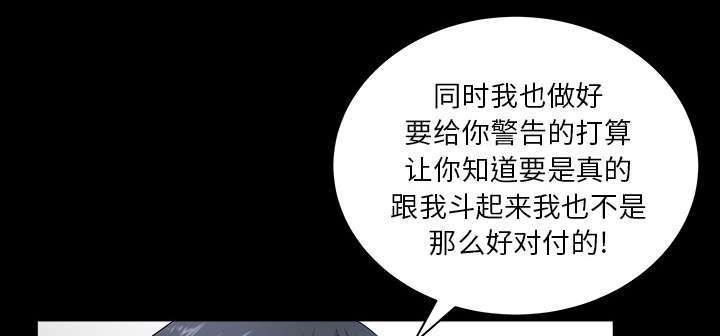 同时我也做好
要给你警告的打算
让你知道要是真的
跟我斗起来我也不是
那么好对付的!